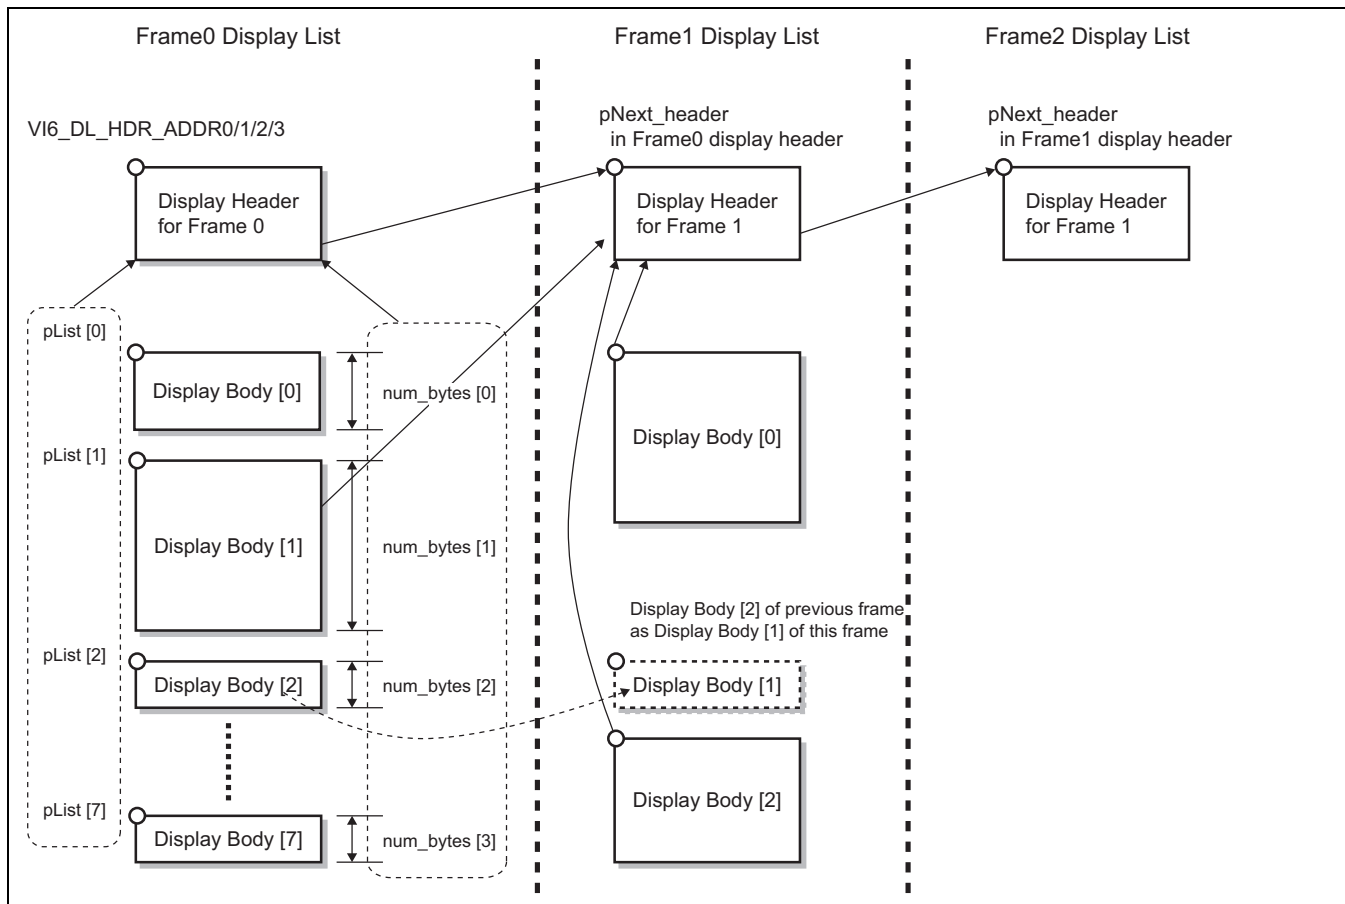 Frame0 Display List
Frame1 Display List
Frame2 Display List
VI6_DL_HDR_ADDR0/1/2/3
pNext_header
in Frame0 display header
pNext_header
in Frame1 display header
Display Header
for Frame 0
Display Header
for Frame 1
Display Header
for Frame 1
pList [0]
Display Body [0]
num_bytes [0]
Display Body [0]
pList [1]
Display Body [1]
num_bytes [1]
Display Body [2] of previous frame
as Display Body [1] of this frame
pList [2]
Display Body [2]
num_bytes [2]
Display Body [1]
Display Body [2]
pList [7]
Display Body [7]
num_bytes [3]